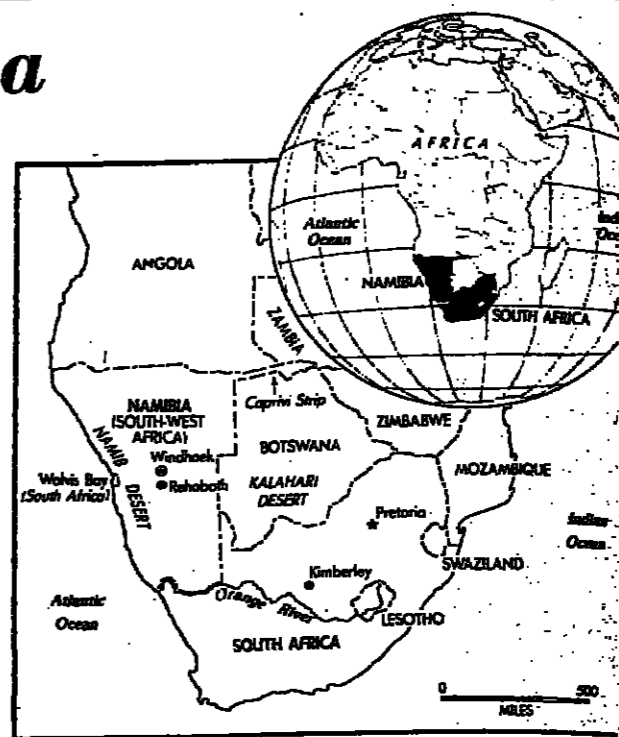 a
AFRICA
Atlantic
Ocean
NAMIBIA
SOUTH AFRICA
ANGOLA
ZAMBIA
NAMIBIA
(SOUTH-WEST
AFRICA)
Caprivi Strip
ZIMBABWE
BOTSWANA
Windhoek
Rehoboth
NAMIB DESERT
Walvis Bay
(South Africa)
KALAHARI
DESERT
MOZAMBIQUE
Pretoria
Indian
Ocean
SWAZILAND
Kimberley
Orange River
LESOTHO
Atlantic
Ocean
SOUTH AFRICA
0 500
MILES